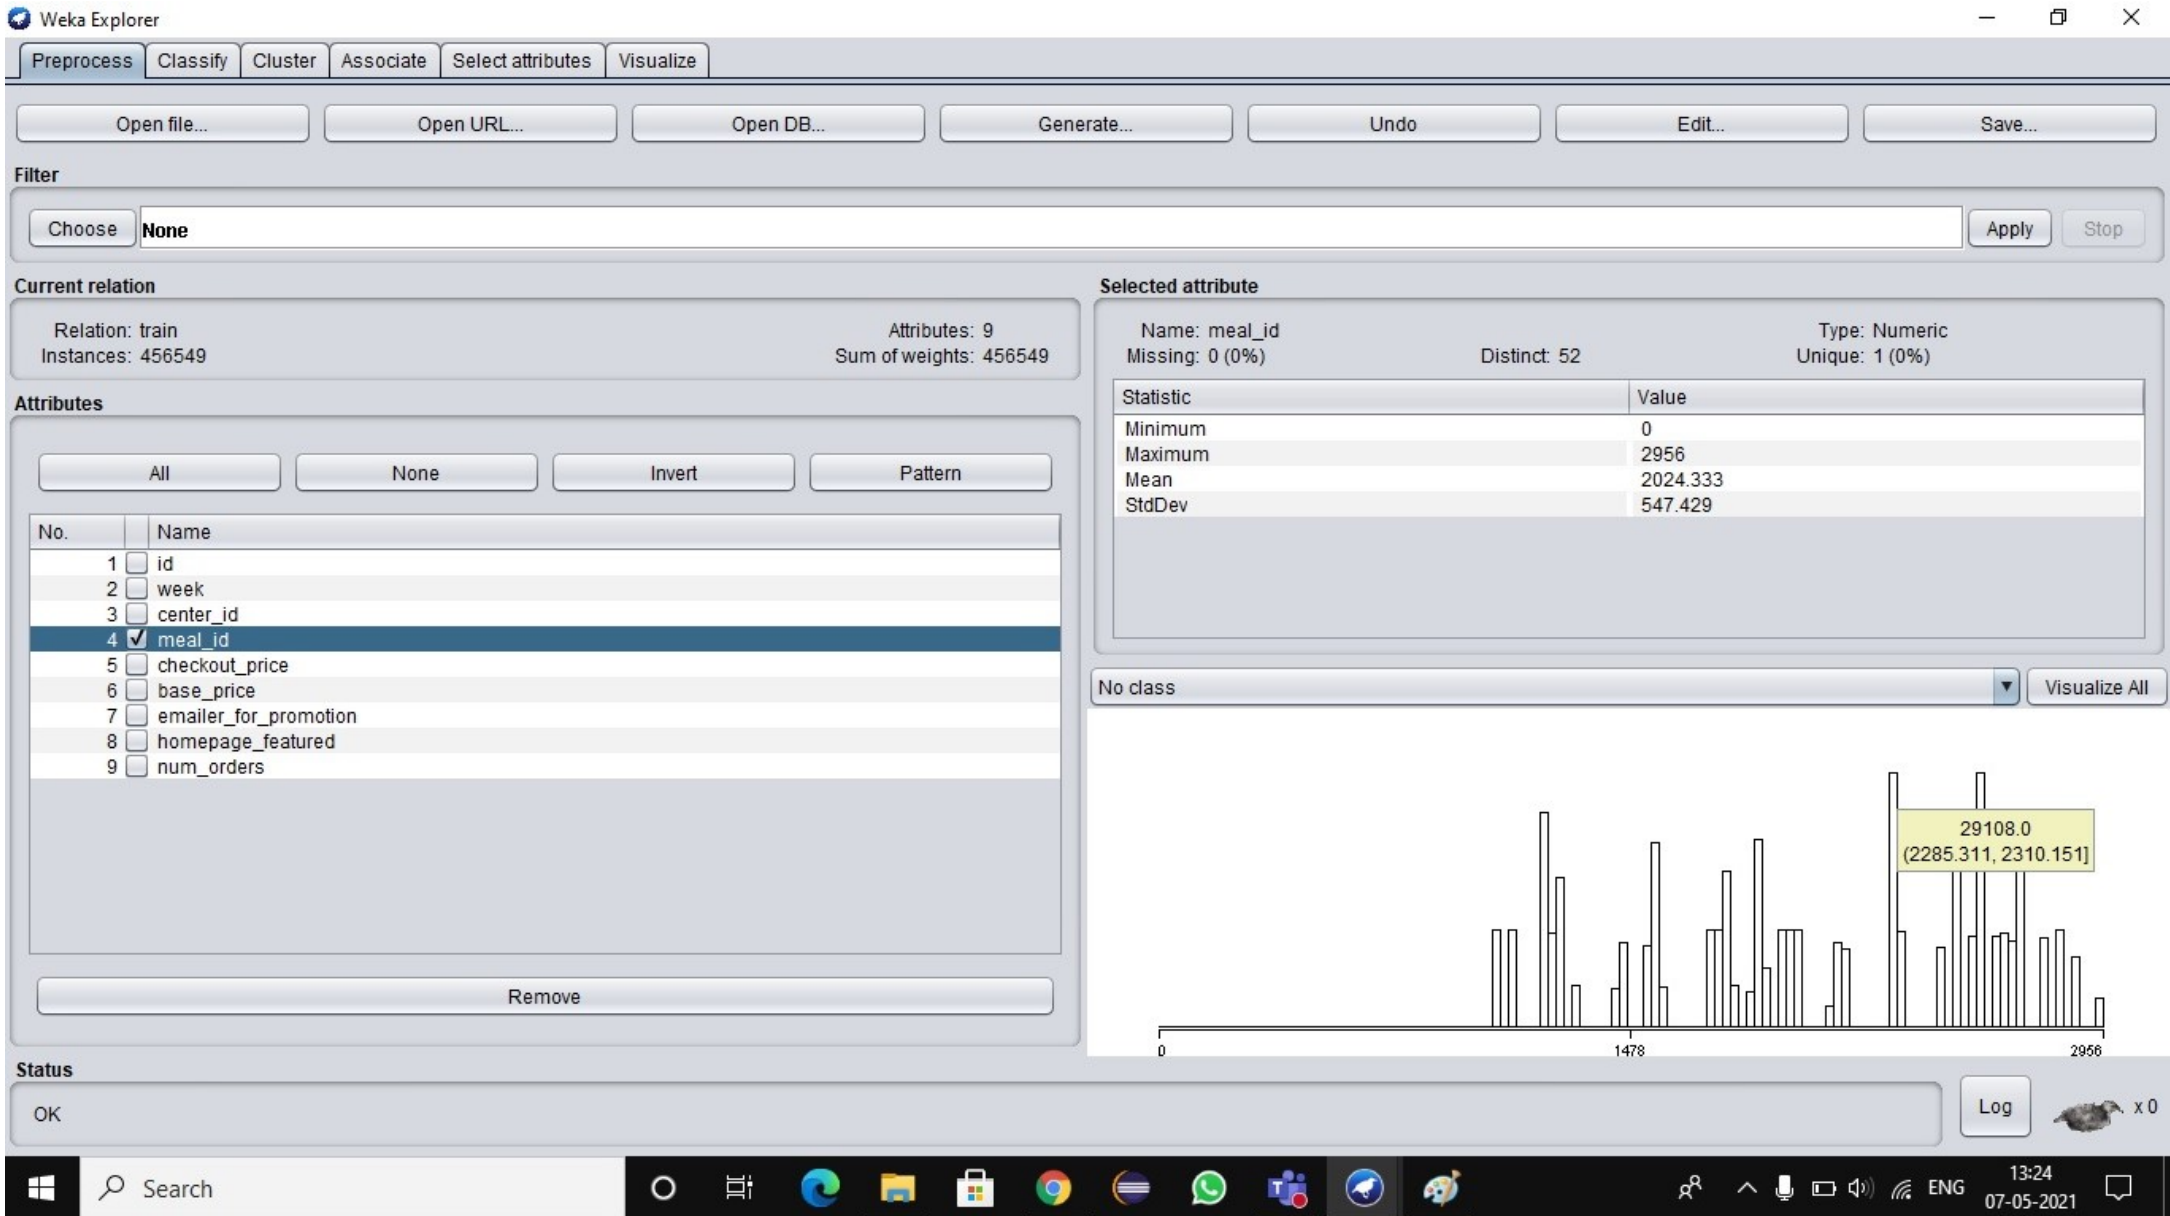 Weka Explorer
Preprocess Classify Cluster Associate Select attributes Visualize
Open file... Open URL... Open DB... Generate... Undo Edit... Save...
Filter
Choose None Apply Stop
Current relation
Relation: train Attributes: 9
Instances: 456549 Sum of weights: 456549
Attributes
All None Invert Pattern
No. Name
1 id
2 week
3 center_id
4 meal_id
5 checkout_price
6 base_price
7 emailer_for_promotion
8 homepage_featured
9 num_orders
Remove
Selected attribute
Name: meal_id Type: Numeric
Missing: 0 (0%) Distinct: 52 Unique: 1 (0%)
Statistic Value
Minimum 0
Maximum 2956
Mean 2024.333
StdDev 547.429
No class Visualize All
29108.0
(2285.311, 2310.151]
0 1478 2956
Status
OK Log x 0
Search ENG 13:24
07-05-2021